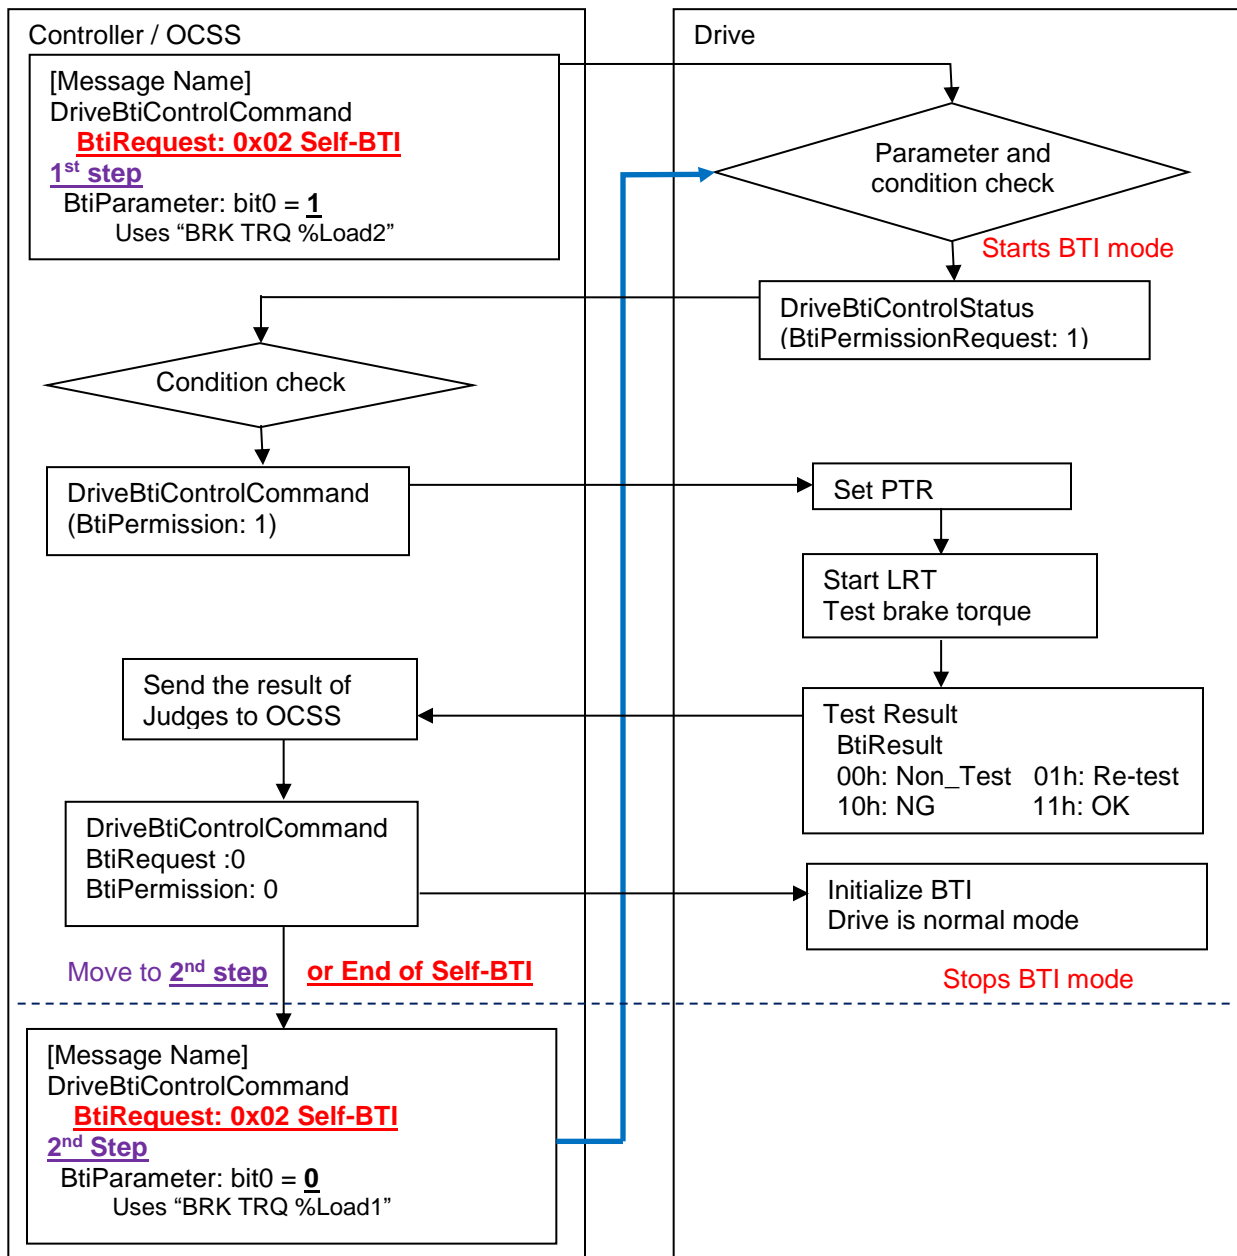 Controller / OCSS
Drive
[Message Name]
DriveBtiControlCommand
BtiRequest: 0x02 Self-BTI
1st step
BtiParameter: bit0 = 1
Uses “BRK TRQ %Load2”
Parameter and
condition check
Starts BTI mode
DriveBtiControlStatus
(BtiPermissionRequest: 1)
Condition check
DriveBtiControlCommand
(BtiPermission: 1)
Set PTR
Start LRT
Test brake torque
Send the result of
Judges to OCSS
Test Result
BtiResult
00h: Non_Test 01h: Re-test
10h: NG 11h: OK
DriveBtiControlCommand
BtiRequest :0
BtiPermission: 0
Initialize BTI
Drive is normal mode
Move to 2nd step or End of Self-BTI
Stops BTI mode
[Message Name]
DriveBtiControlCommand
BtiRequest: 0x02 Self-BTI
2nd Step
BtiParameter: bit0 = 0
Uses “BRK TRQ %Load1”